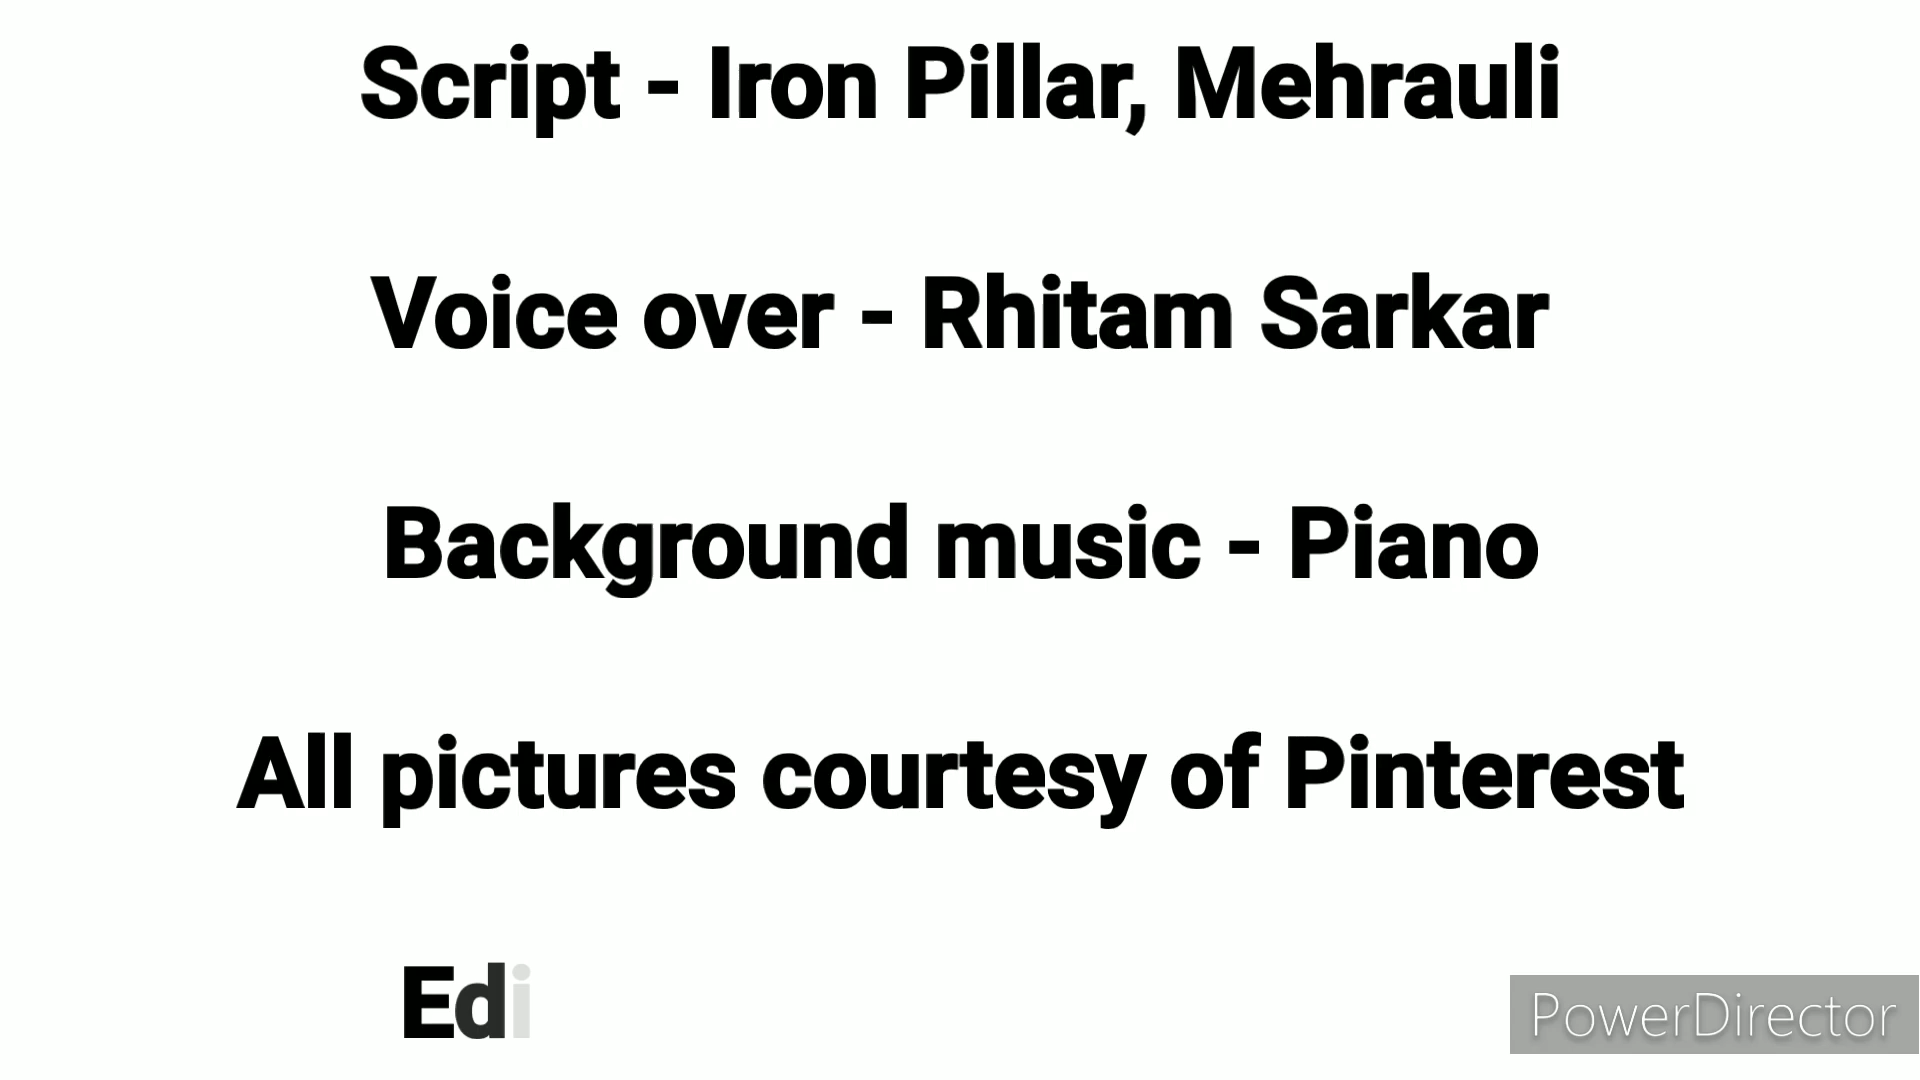 Script - Iron Pillar, Mehrauli
Voice over - Rhitam Sarkar
Background music - Piano
All pictures courtesy of Pinterest
Edi
PowerDirector